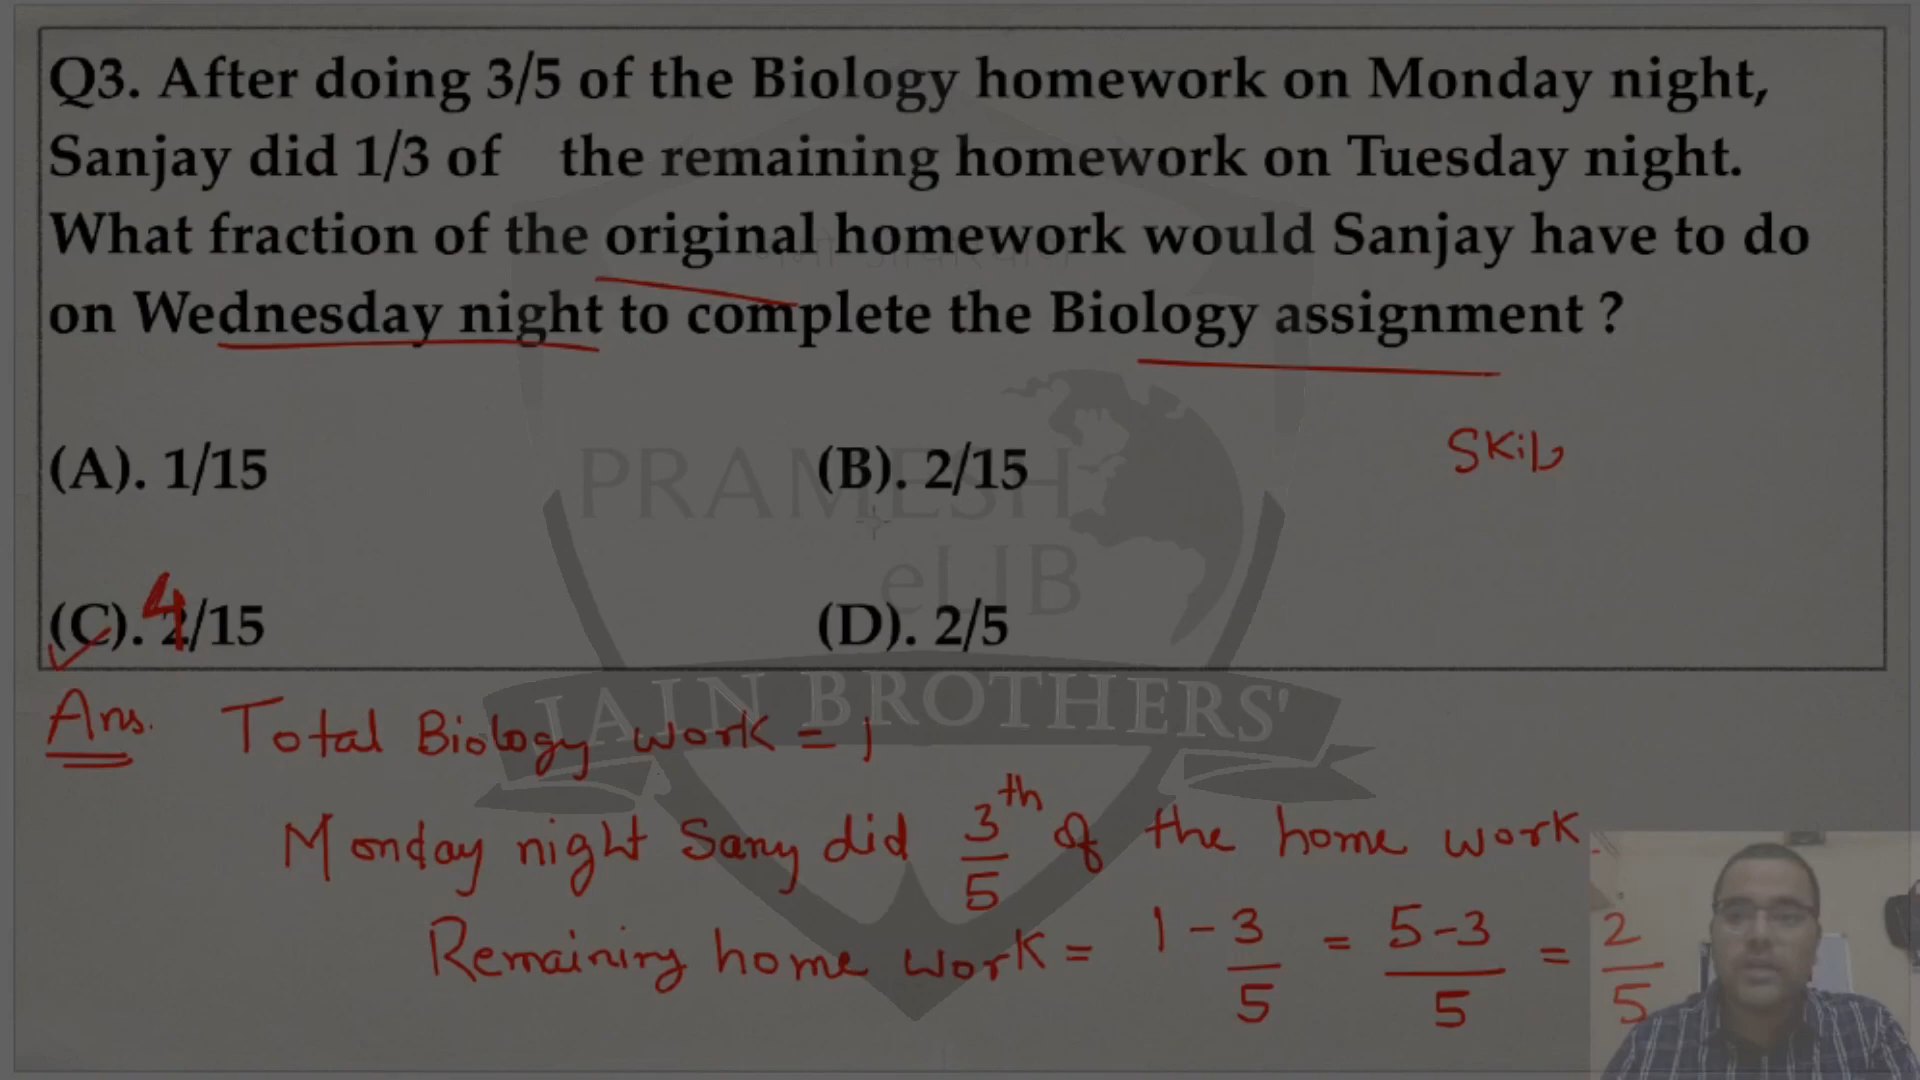 Q3. After doing 3/5 of the Biology homework on Monday night,
Sanjay did 1/3 of the remaining homework on Tuesday night.
What fraction of the original homework would Sanjay have to do
on Wednesday night to complete the Biology assignment ?
SKip
(A). 1/15 (B). 2/15
(C). 4/15 (D). 2/5
PRAMESH
eLIB
JAIN BROTHERS'
Ans. Total Biology work = 1
Monday night Sany did 3/5 th of the home work.
Remaining home work = 1 - 3/5 = 5-3/5 = 2/5